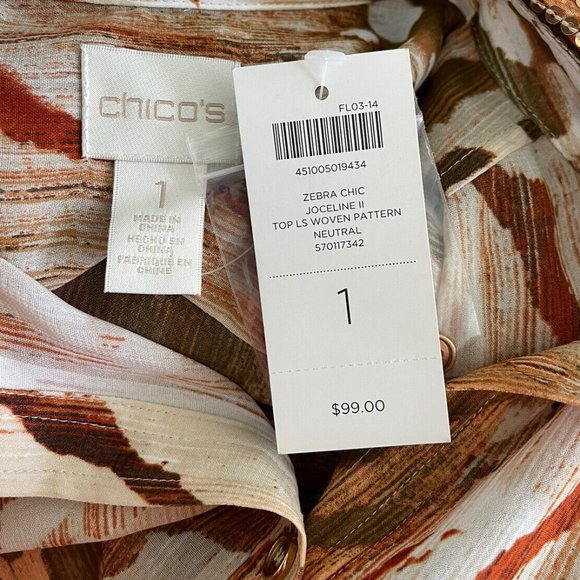 chico's
1
MADE IN
CHINA
HECHO EN
CHINA
FABRIQUE EN
CHINE
FL03-14
451005019434
ZEBRA CHIC
JOCELINE II
TOP LS WOVEN PATTERN
NEUTRAL
570117342
1
$99.00